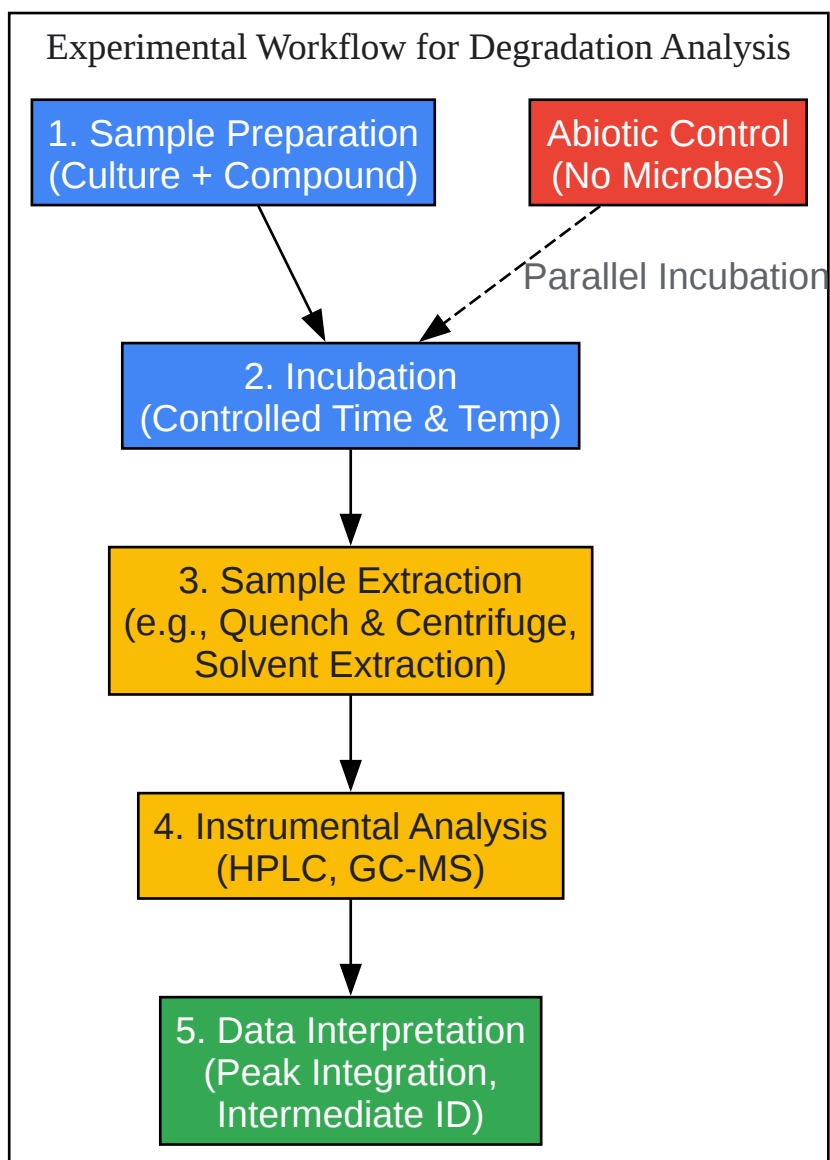 Experimental Workflow for Degradation Analysis
1. Sample Preparation
(Culture + Compound)
Abiotic Control
(No Microbes)
Parallel Incubation
2. Incubation
(Controlled Time & Temp)
3. Sample Extraction
(e.g., Quench & Centrifuge,
Solvent Extraction)
4. Instrumental Analysis
(HPLC, GC-MS)
5. Data Interpretation
(Peak Integration,
Intermediate ID)